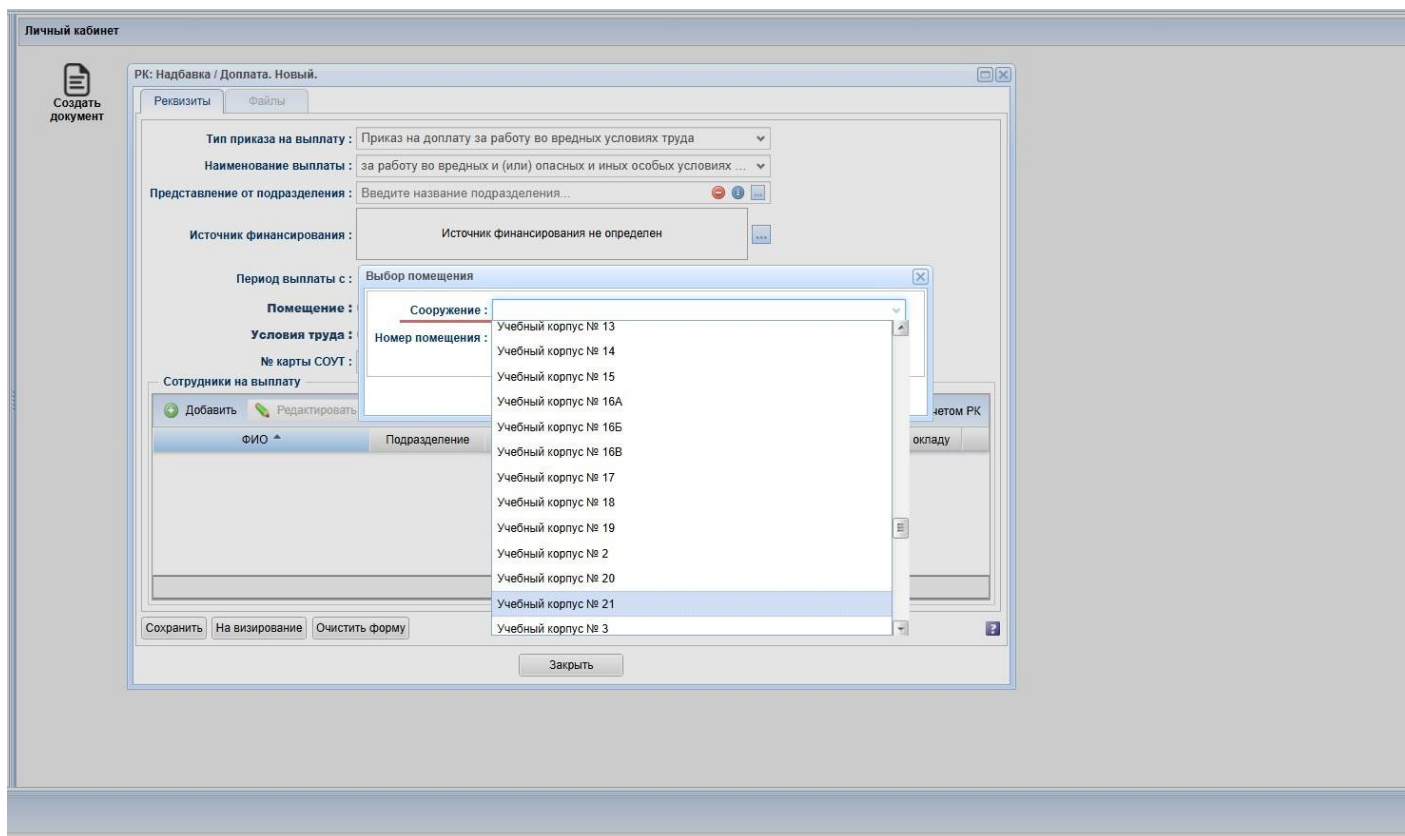 Личный кабинет
Создать
документ
РК: Надбавка / Доплата. Новый.
Реквизиты
Файлы
Тип приказа на выплату : Приказ на доплату за работу во вредных условиях труда
Наименование выплаты : за работу во вредных и (или) опасных и иных особых условиях ...
Представление от подразделения : Введите название подразделения...
Источник финансирования : Источник финансирования не определен
Период выплаты с :
Помещение :
Условия труда :
№ карты СОУТ :
Выбор помещения
Сооружение :
Номер помещения :
Учебный корпус № 13
Учебный корпус № 14
Учебный корпус № 15
Учебный корпус № 16А
Учебный корпус № 16Б
Учебный корпус № 16В
Учебный корпус № 17
Учебный корпус № 18
Учебный корпус № 19
Учебный корпус № 2
Учебный корпус № 20
Учебный корпус № 21
Учебный корпус № 3
Сотрудники на выплату
Добавить Редактировать четом РК
ФИО Подразделение окладу
Сохранить На визирование Очистить форму
Закрыть